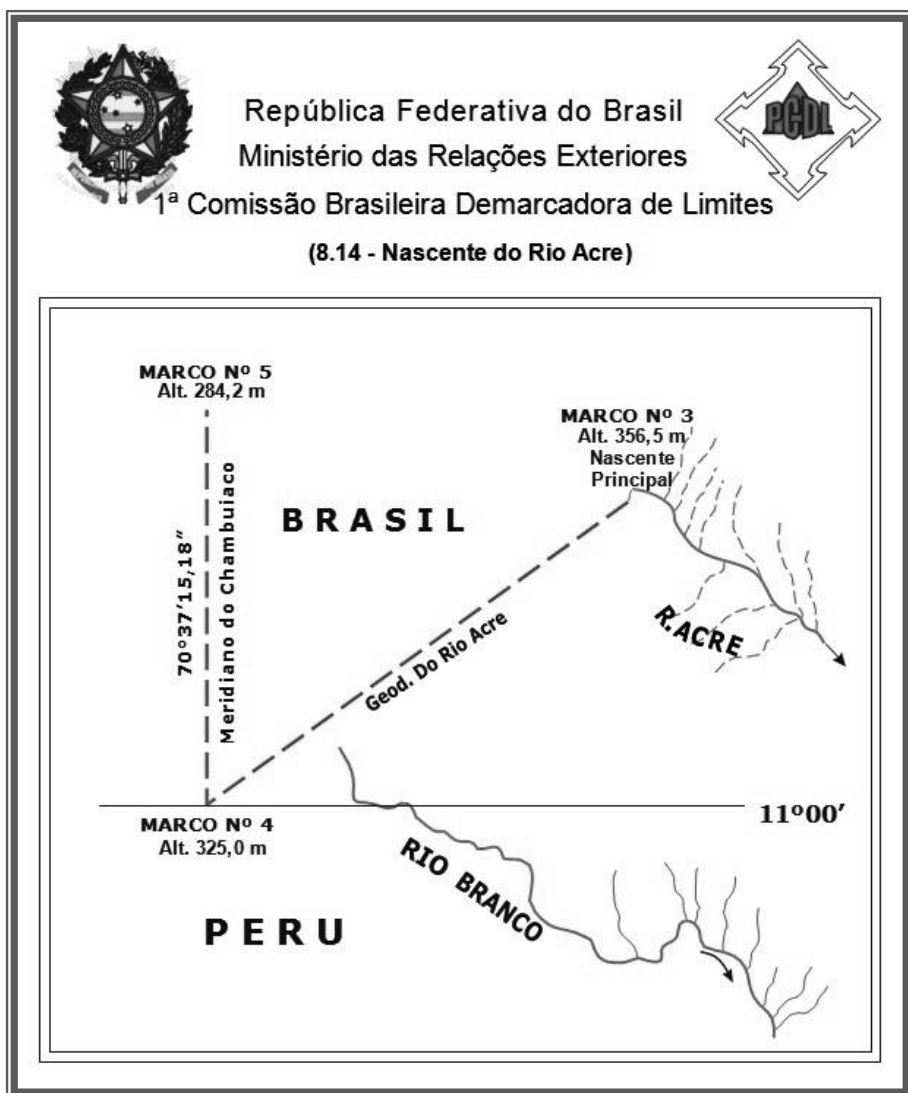 República Federativa do Brasil
Ministério das Relações Exteriores
1ª Comissão Brasileira Demarcadora de Limites
(8.14 - Nascente do Rio Acre)
PCDL
MARCO Nº 5
Alt. 284,2 m
70°37'15,18"
Meridiano do Chambuiaco
BRASIL
MARCO Nº 3
Alt. 356,5 m
Nascente
Principal
R.ACRE
Geod. Do Rio Acre
11º00'
MARCO Nº 4
Alt. 325,0 m
RIO BRANCO
PERU